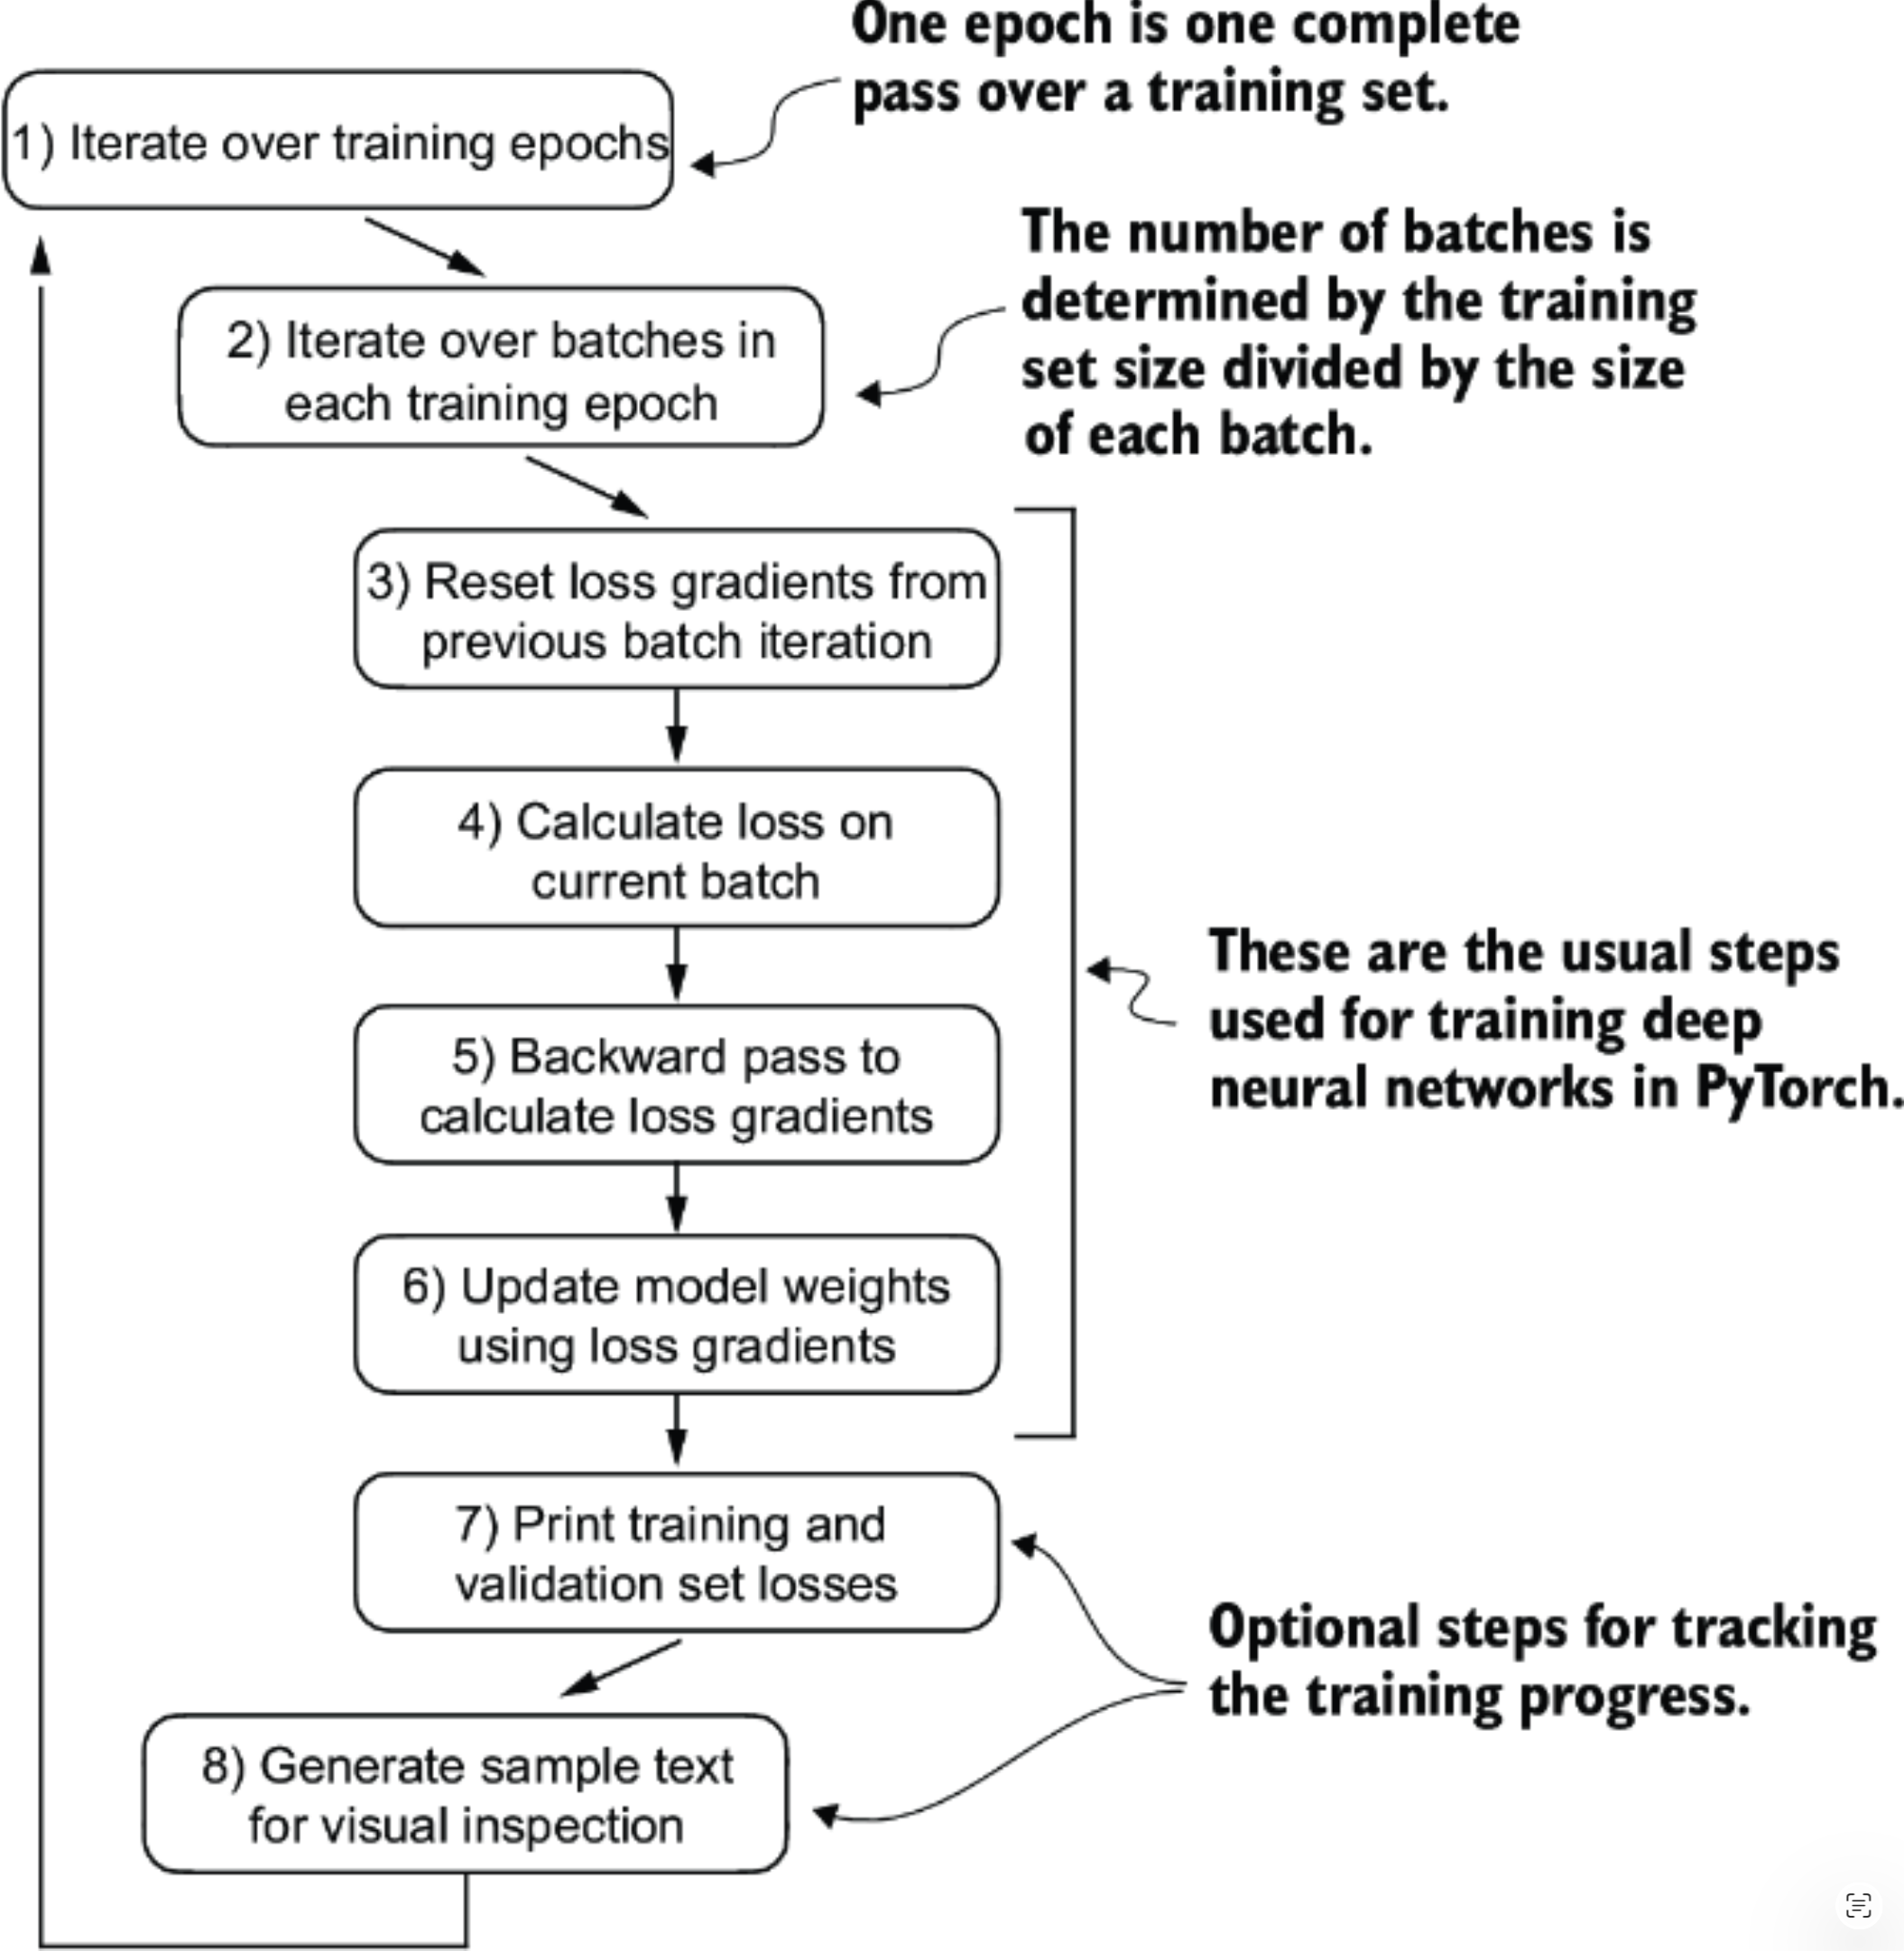 One epoch is one complete
pass over a training set.
1) Iterate over training epochs
The number of batches is
determined by the training
set size divided by the size
of each batch.
2) Iterate over batches in
each training epoch
3) Reset loss gradients from
previous batch iteration
4) Calculate loss on
current batch
These are the usual steps
used for training deep
neural networks in PyTorch.
5) Backward pass to
calculate loss gradients
6) Update model weights
using loss gradients
7) Print training and
validation set losses
Optional steps for tracking
the training progress.
8) Generate sample text
for visual inspection